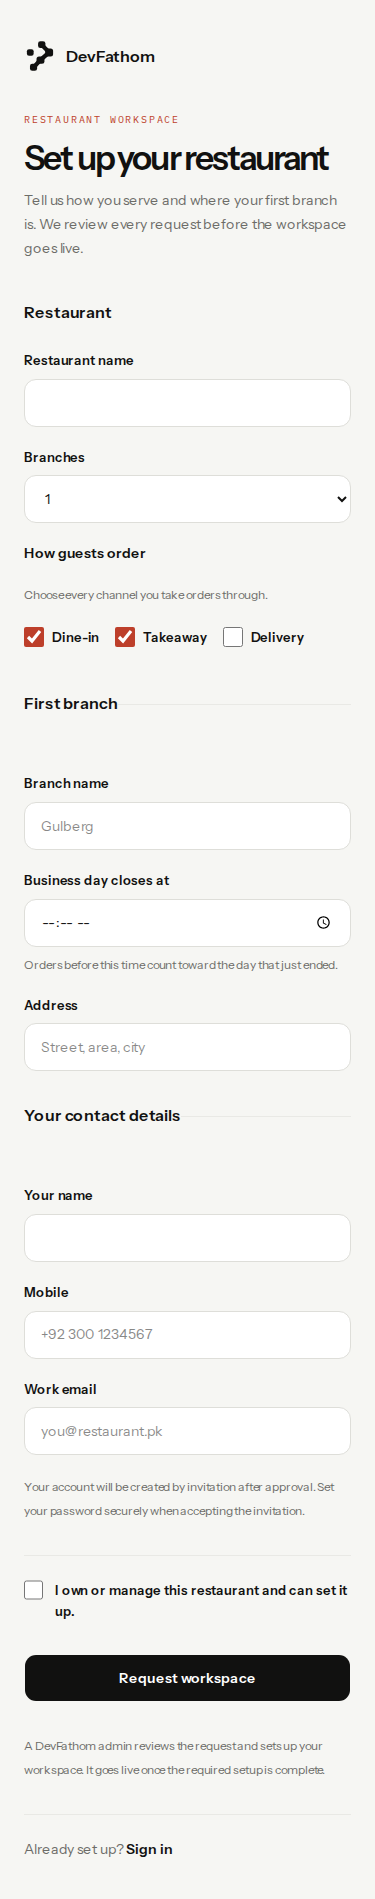 DevFathom
RESTAURANT WORKSPACE
Set up your restaurant
Tell us how you serve and where your first branch
is. We review every request before the workspace
goes live.
Restaurant
Restaurant name
Branches
1
How guests order
Choose every channel you take orders through.
Dine-in Takeaway Delivery
First branch
Branch name
Gulberg
Business day closes at
--:-- --
Orders before this time count toward the day that just ended.
Address
Street, area, city
Your contact details
Your name
Mobile
+92 300 1234567
Work email
you@restaurant.pk
Your account will be created by invitation after approval. Set
your password securely when accepting the invitation.
I own or manage this restaurant and can set it
up.
Request workspace
A DevFathom admin reviews the request and sets up your
workspace. It goes live once the required setup is complete.
Already set up? Sign in